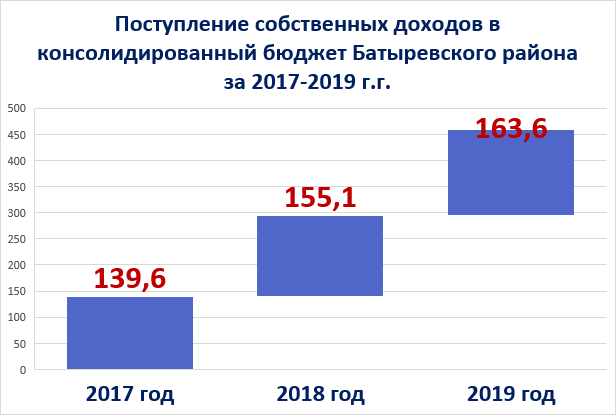 Поступление собственных доходов в
консолидированный бюджет Батыревского района
за 2017-2019 г.г.
500
450
400
350
300
250
200
150
100
50
0
139,6
155,1
163,6
2017 год
2018 год
2019 год